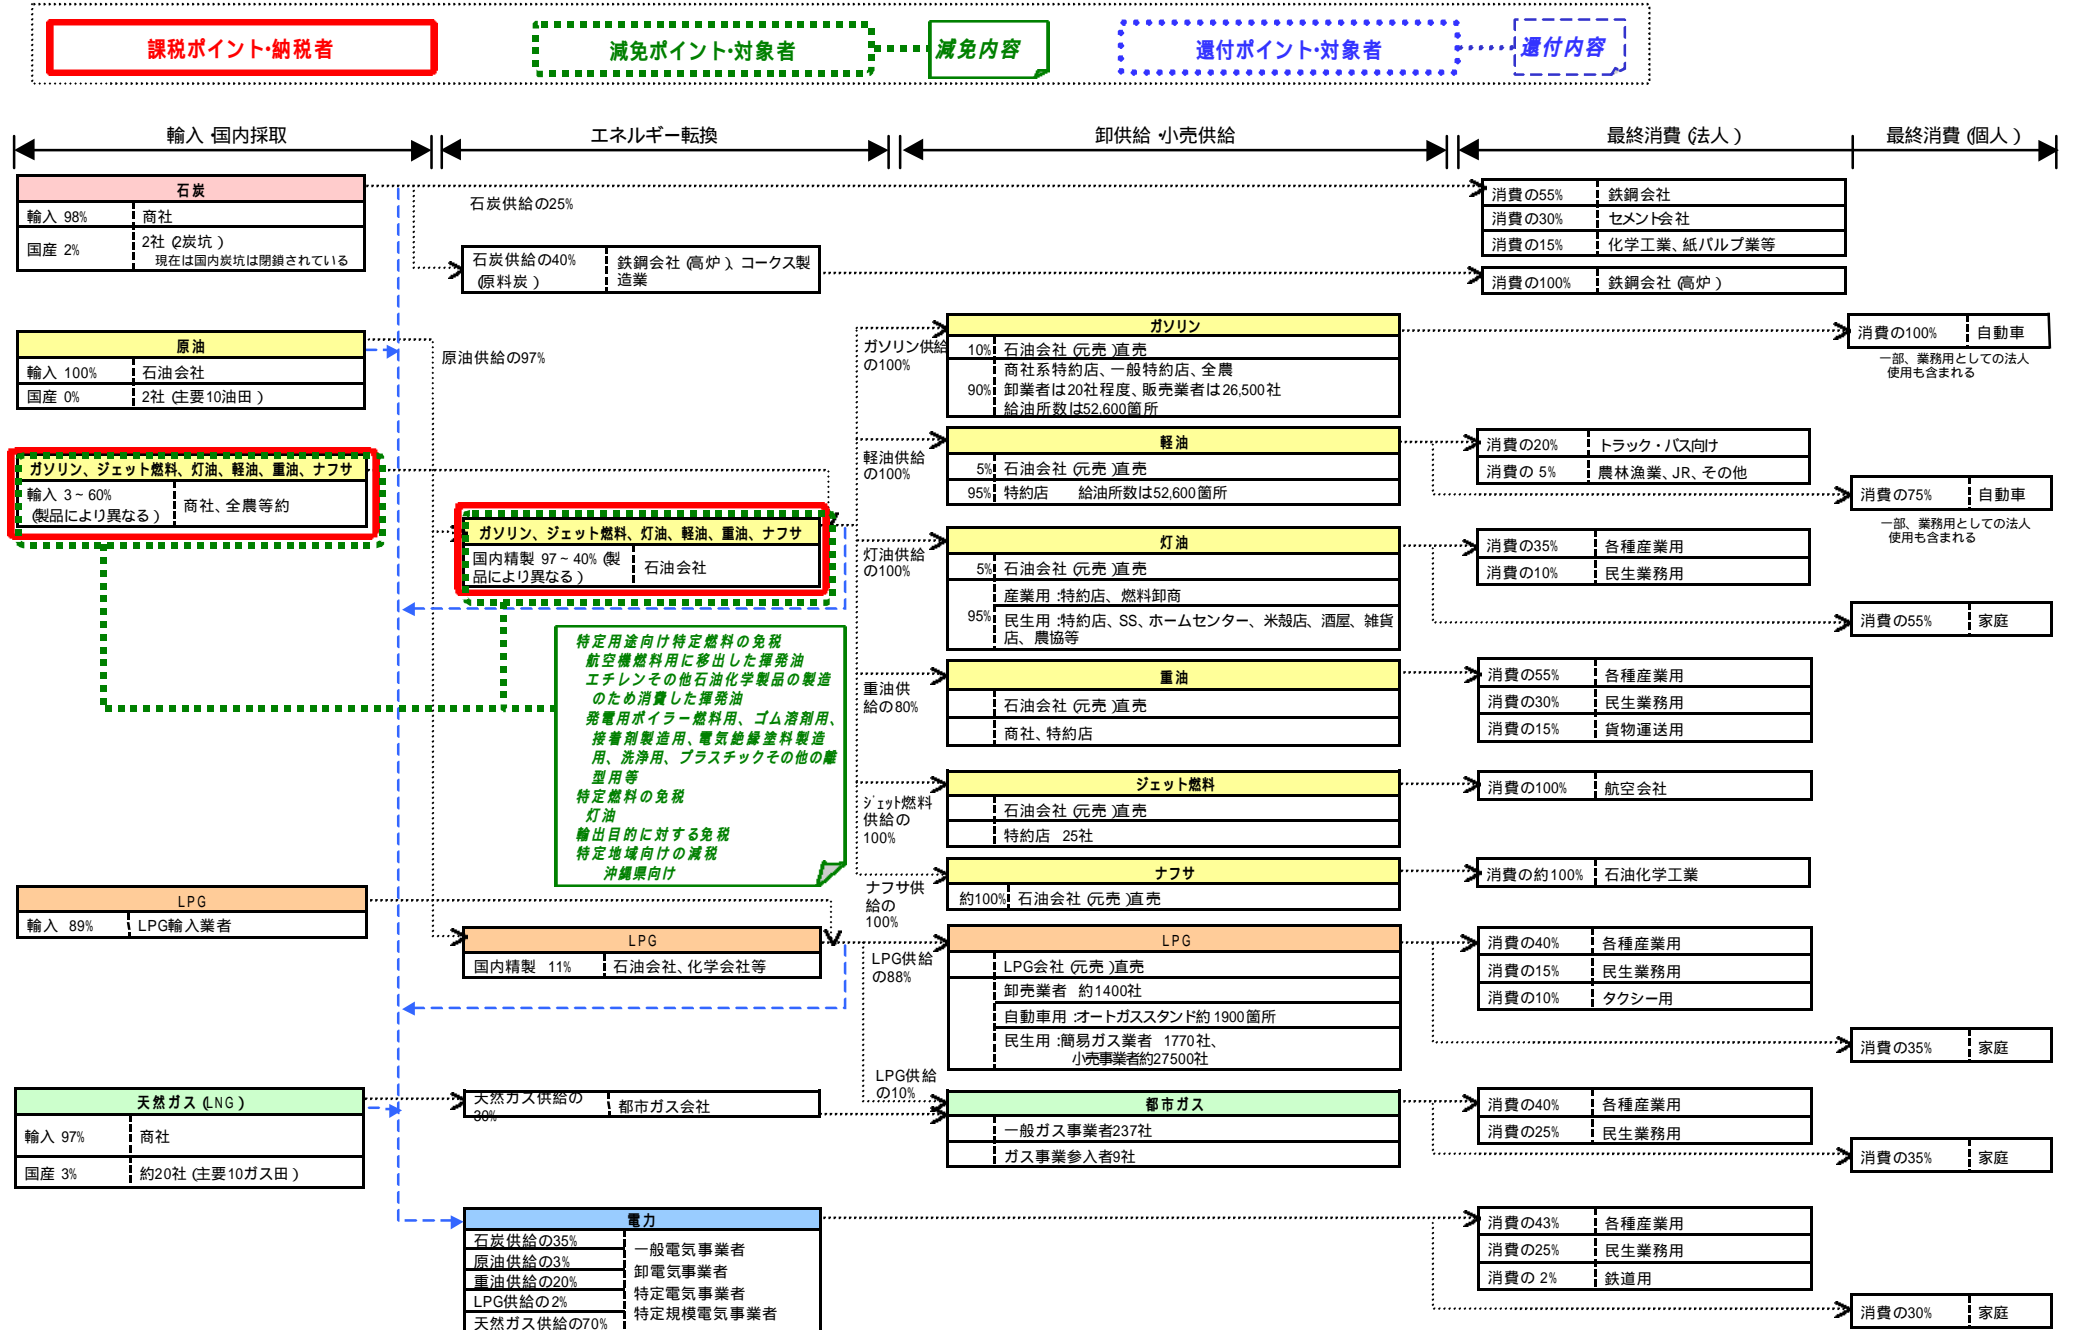 課税ポイント・納税者
減免ポイント・対象者
減免内容
還付ポイント・対象者
還付内容
輸入・国内採取
エネルギー転換
卸供給・小売供給
最終消費(法人)
最終消費(個人)
石炭
輸入 98%
商社
国産 2%
2社(2炭坑)
現在は国内炭坑は閉鎖されている
石炭供給の25%
石炭供給の40%
(原料炭)
鉄鋼会社(高炉)、コークス製
造業
消費の55%
鉄鋼会社
消費の30%
セメント会社
消費の15%
化学工業、紙パルプ業等
消費の100%
鉄鋼会社(高炉)
原油
輸入 100%
石油会社
国産 0%
2社(主要10油田)
原油供給の97%
ガソリン、ジェット燃料、灯油、軽油、重油、ナフサ
輸入 3~60%
(製品により異なる)
商社、全農等約
ガソリン、ジェット燃料、灯油、軽油、重油、ナフサ
国内精製 97~40%(製
品により異なる)
石油会社
特定用途向け特定燃料の免税
航空機燃料用に移出した揮発油
エチレンその他石油化学製品の製造
のため消費した揮発油
発電用ボイラー燃料用、ゴム溶剤用、
接着剤製造用、電気絶縁塗料製造
用、洗浄用、プラスチックその他の離
型用等
特定燃料の免税
灯油
輸出目的に対する免税
特定地域向けの減税
沖縄県向け
ガソリン供給
の100%
ガソリン
10%
石油会社(元売)直売
90%
商社系特約店、一般特約店、全農
卸業者は20社程度、販売業者は26,500社
給油所数は52,600箇所
消費の100%
自動車
一部、業務用としての法人
使用も含まれる
軽油供給
の100%
軽油
5%
石油会社(元売)直売
95%
特約店 給油所数は52,600箇所
消費の20%
トラック・バス向け
消費の 5%
農林漁業、JR、その他
消費の75%
自動車
一部、業務用としての法人
使用も含まれる
灯油供給
の100%
灯油
5%
石油会社(元売)直売
95%
産業用:特約店、燃料卸商
民生用:特約店、SS、ホームセンター、米殻店、酒屋、雑貨
店、農協等
消費の35%
各種産業用
消費の10%
民生業務用
消費の55%
家庭
重油供
給の80%
重油
石油会社(元売)直売
商社、特約店
消費の55%
各種産業用
消費の30%
民生業務用
消費の15%
貨物運送用
ジェット燃料
供給の
100%
ジェット燃料
石油会社(元売)直売
特約店 25社
消費の100%
航空会社
ナフサ供
給の
100%
ナフサ
約100%
石油会社(元売)直売
消費の約100%
石油化学工業
LPG
輸入 89%
LPG輸入業者
LPG
国内精製 11%
石油会社、化学会社等
LPG供給
の88%
LPG
LPG会社(元売)直売
卸売業者 約1400社
自動車用:オートガススタンド約1900箇所
民生用:簡易ガス業者 1770社、
小売事業者約27500社
消費の40%
各種産業用
消費の15%
民生業務用
消費の10%
タクシー用
消費の35%
家庭
LPG供給
の10%
天然ガス(LNG)
輸入 97%
商社
国産 3%
約20社(主要10ガス田)
天然ガス供給の
30%
都市ガス会社
都市ガス
一般ガス事業者237社
ガス事業参入者9社
消費の40%
各種産業用
消費の25%
民生業務用
消費の35%
家庭
電力
石炭供給の35%
原油供給の3%
重油供給の20%
LPG供給の2%
天然ガス供給の70%
一般電気事業者
卸電気事業者
特定電気事業者
特定規模電気事業者
消費の43%
各種産業用
消費の25%
民生業務用
消費の 2%
鉄道用
消費の30%
家庭